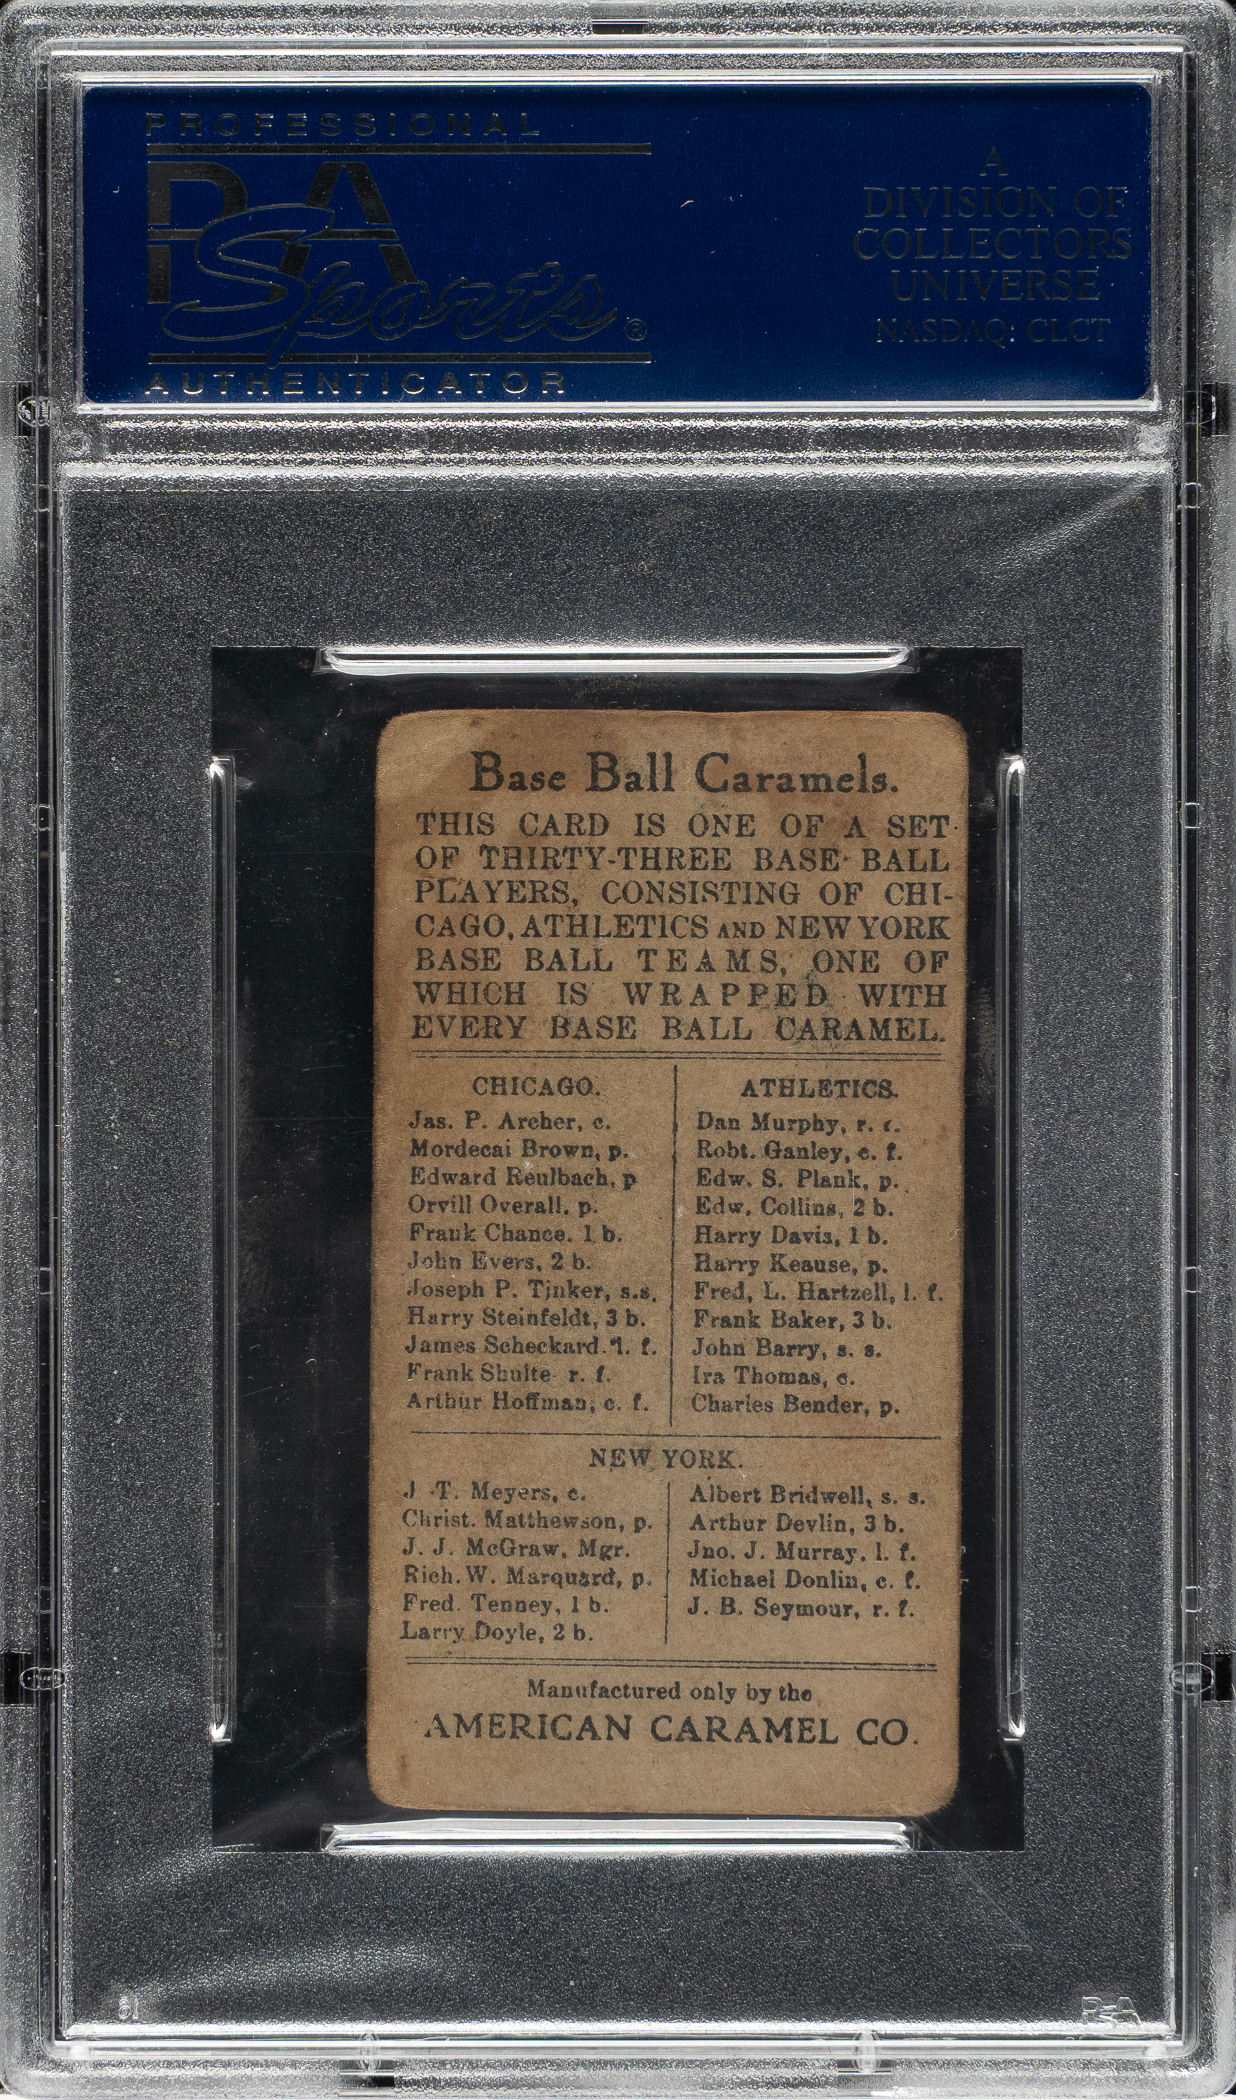 PROFESSIONAL
PSA
Sports ®
AUTHENTICATOR
A
DIVISION OF
COLLECTORS
UNIVERSE
NASDAQ: CLCT
Base Ball Caramels.
THIS CARD IS ONE OF A SET
OF THIRTY-THREE BASE BALL
PLAYERS, CONSISTING OF CHI-
CAGO, ATHLETICS AND NEW YORK
BASE BALL TEAMS, ONE OF
WHICH IS WRAPPED WITH
EVERY BASE BALL CARAMEL.
CHICAGO.
Jas. P. Archer, c.
Mordecai Brown, p.
Edward Reulbach, p
Orvill Overall, p.
Frank Chance, 1 b.
John Evers, 2 b.
Joseph P. Tinker, s.s.
Harry Steinfeldt, 3 b.
James Scheckard. l. f.
Frank Shulte r. f.
Arthur Hoffman, c. f.
ATHLETICS.
Dan Murphy, r. f.
Robt. Ganley, c. f.
Edw. S. Plank, p.
Edw. Collins, 2 b.
Harry Davis, 1 b.
Harry Keause, p.
Fred, L. Hartzell, l. f.
Frank Baker, 3 b.
John Barry, s. s.
Ira Thomas, c.
Charles Bender, p.
NEW YORK.
J T. Meyers, c.
Christ. Matthewson, p.
J. J. McGraw, Mgr.
Rich. W. Marquard, p.
Fred. Tenney, 1 b.
Larry Doyle, 2 b.
Albert Bridwell, s. s.
Arthur Devlin, 3 b.
Jno. J. Murray, l. f.
Michael Donlin, c. f.
J. B. Seymour, r. f.
Manufactured only by the
AMERICAN CARAMEL CO.
61
PSA